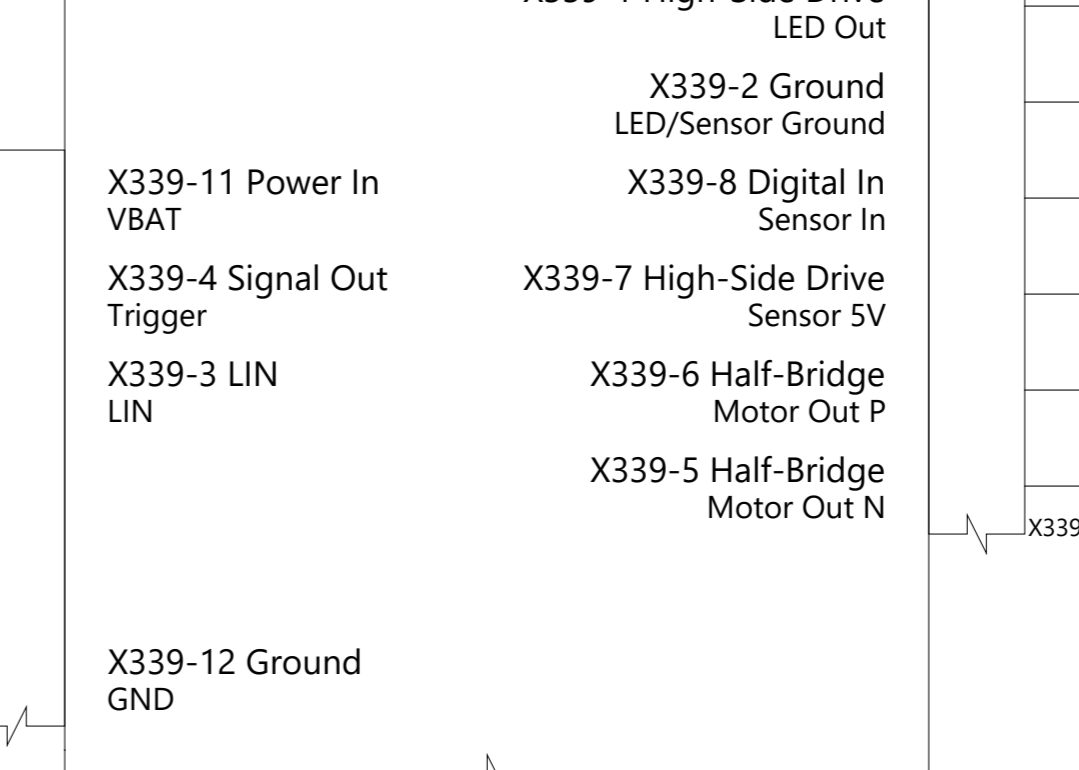 LED Out
X339-2 Ground
LED/Sensor Ground
X339-11 Power In
VBAT
X339-8 Digital In
Sensor In
X339-4 Signal Out
Trigger
X339-7 High-Side Drive
Sensor 5V
X339-3 LIN
LIN
X339-6 Half-Bridge
Motor Out P
X339-5 Half-Bridge
Motor Out N
X339
X339-12 Ground
GND